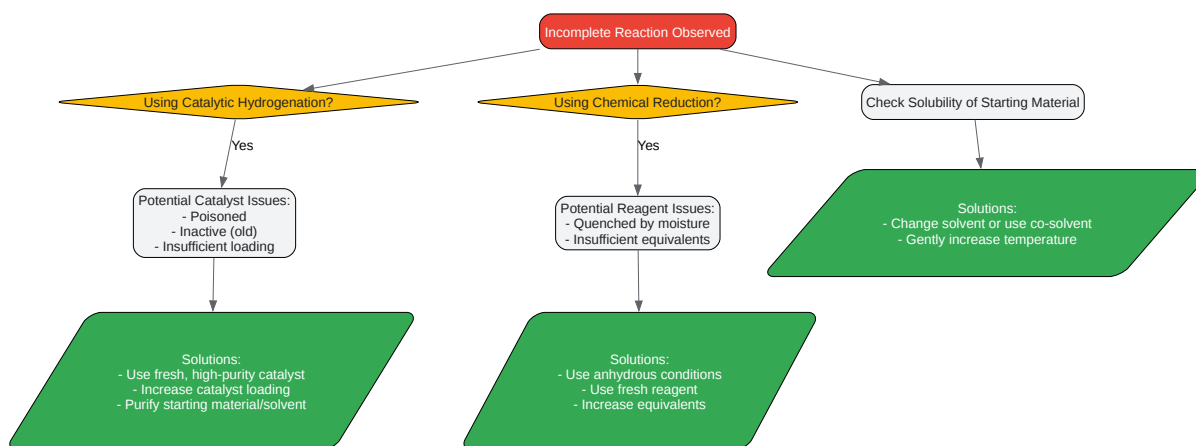 Incomplete Reaction Observed
Using Catalytic Hydrogenation?
Using Chemical Reduction?
Check Solubility of Starting Material
Yes
Yes
Potential Catalyst Issues:
- Poisoned
- Inactive (old)
- Insufficient loading
Potential Reagent Issues:
- Quenched by moisture
- Insufficient equivalents
Solutions:
- Change solvent or use co-solvent
- Gently increase temperature
Solutions:
- Use fresh, high-purity catalyst
- Increase catalyst loading
- Purify starting material/solvent
Solutions:
- Use anhydrous conditions
- Use fresh reagent
- Increase equivalents